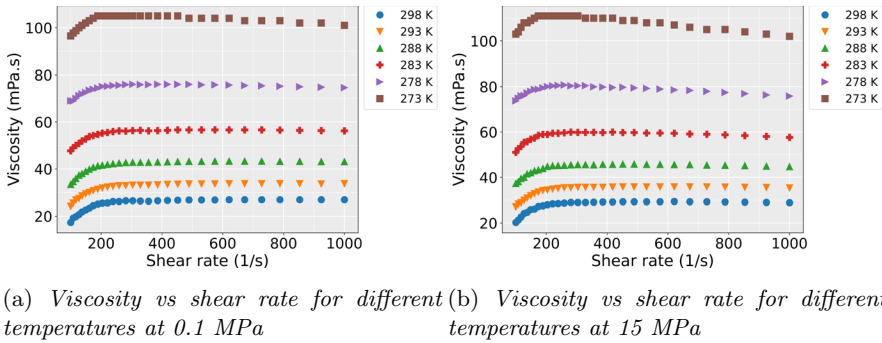 100
80
60
40
20
Viscosity (mPa.s)
200 400 600 800 1000
Shear rate (1/s)
298 K
293 K
288 K
283 K
278 K
273 K
100
80
60
40
20
Viscosity (mPa.s)
200 400 600 800 1000
Shear rate (1/s)
298 K
293 K
288 K
283 K
278 K
273 K
(a) Viscosity vs shear rate for different
temperatures at 0.1 MPa
(b) Viscosity vs shear rate for different
temperatures at 15 MPa